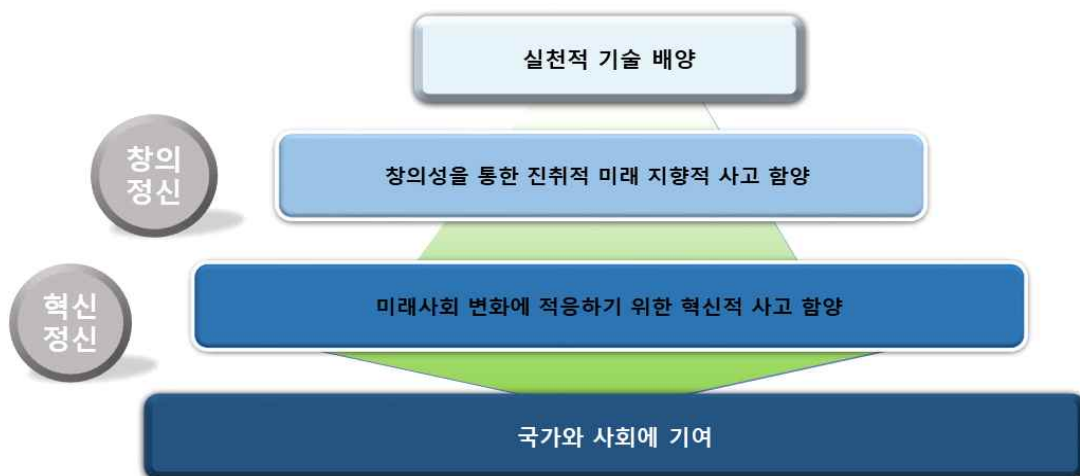 실천적 기술 배양
창의
정신
창의성을 통한 진취적 미래 지향적 사고 함양
혁신
정신
미래사회 변화에 적응하기 위한 혁신적 사고 함양
국가와 사회에 기여